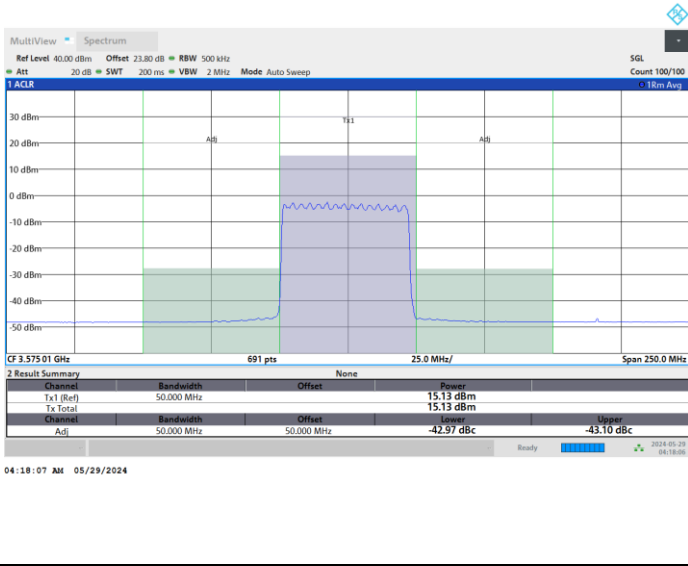 MultiView Spectrum
Ref Level 40.00 dBm Offset 23.80 dB RBW 500 kHz SGL
Att 20 dB SWT 200 ms VBW 2 MHz Mode Auto Sweep Count 100/100
1 ACLR 1Rm Avg
30 dBm
Tx1
20 dBm Adj Adj
10 dBm
0 dBm
-10 dBm
-20 dBm
-30 dBm
-40 dBm
-50 dBm
CF 3.575 01 GHz 691 pts 25.0 MHz/ Span 250.0 MHz
2 Result Summary None
Channel Bandwidth Offset Power
Tx1 (Ref) 50.000 MHz 15.13 dBm
Tx Total 15.13 dBm
Channel Bandwidth Offset Lower Upper
Adj 50.000 MHz 50.000 MHz -42.97 dBc -43.10 dBc
Ready 2024-05-29
04:18:06
04:18:07 AM 05/29/2024